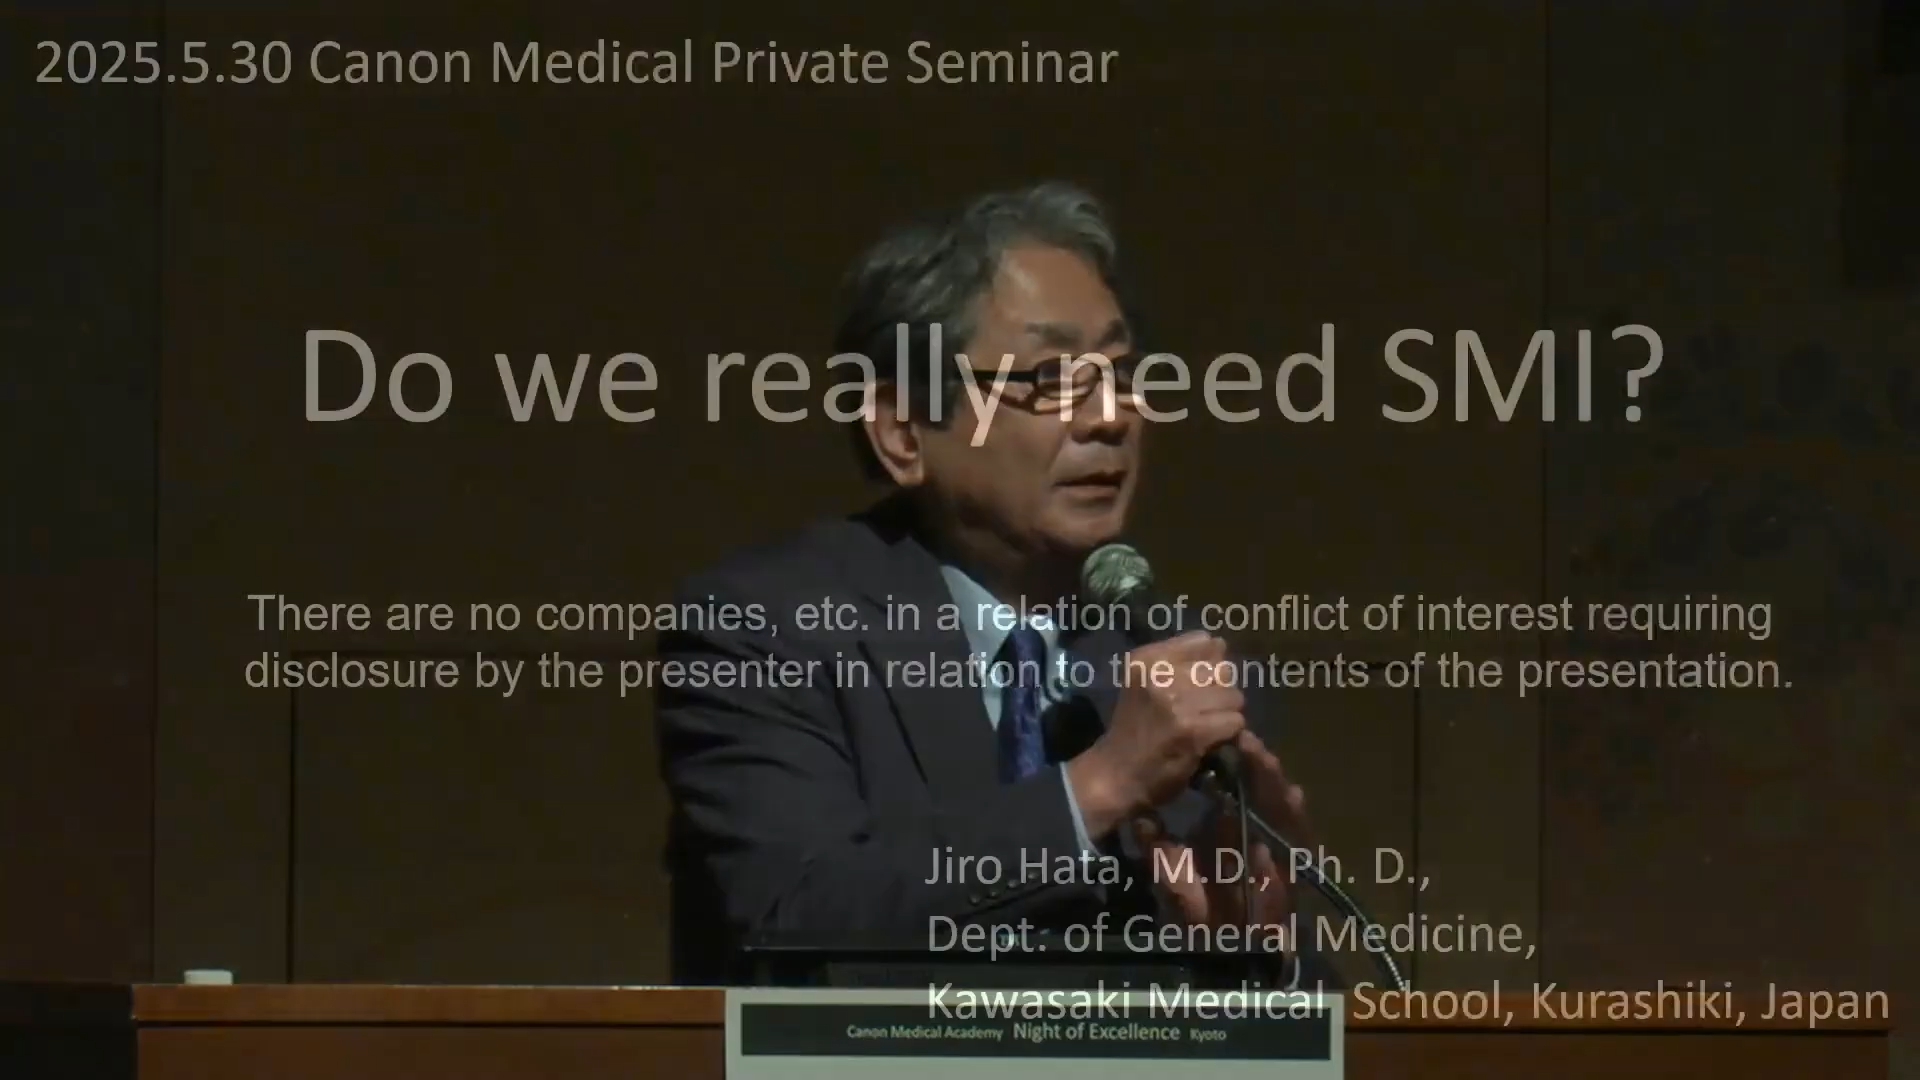 2025.5.30 Canon Medical Private Seminar
Do we really need SMI?
There are no companies, etc. in a relation of conflict of interest requiring
disclosure by the presenter in relation to the contents of the presentation.
Jiro Hata, M.D., Ph. D.,
Dept. of General Medicine,
Kawasaki Medical School, Kurashiki, Japan
Canon Medical Academy Night of Excellence Kyoto